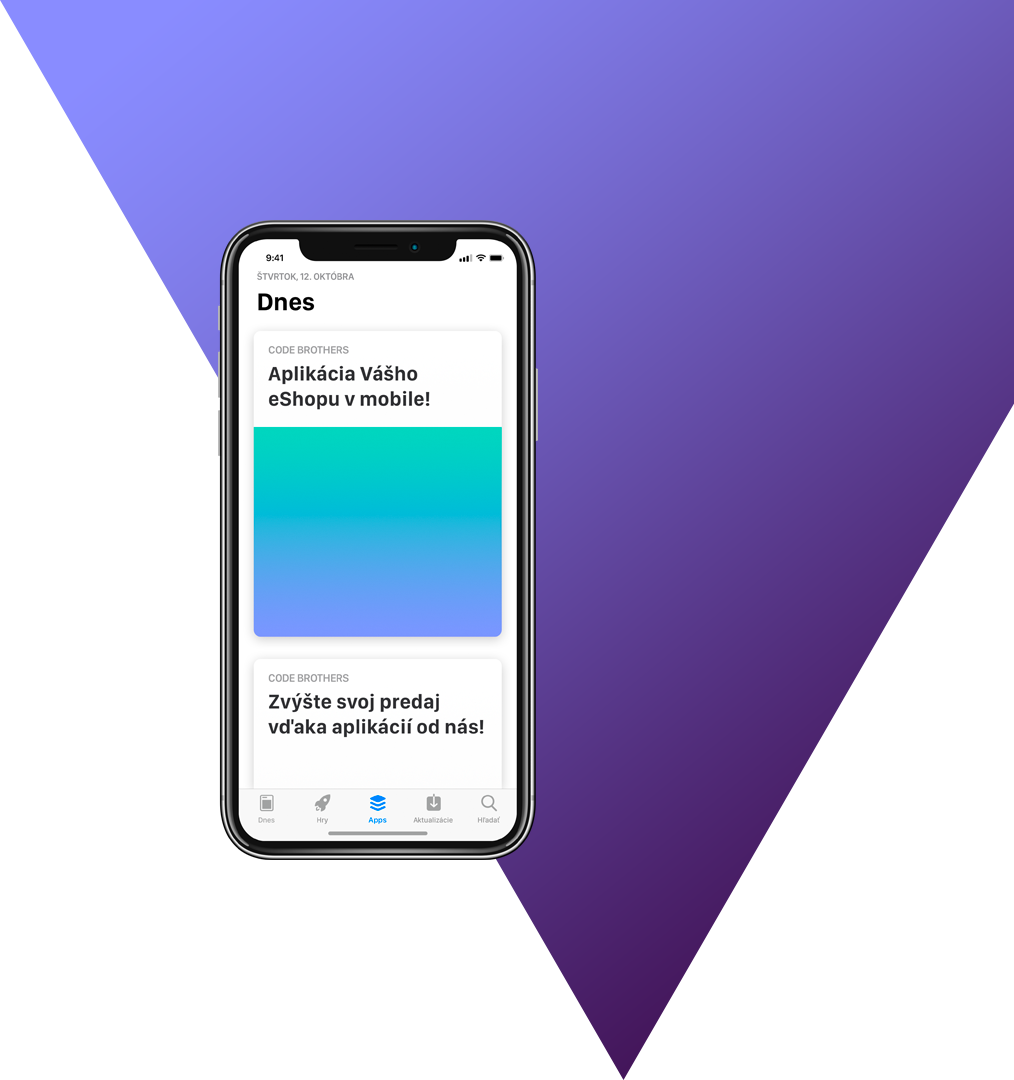 9:41
ŠTVRTOK, 12. OKTÓBRA
Dnes
CODE BROTHERS
Aplikácia Vášho
eShopu v mobile!
CODE BROTHERS
Zvýšte svoj predaj
vďaka aplikácií od nás!
Dnes
Hry
Apps
Aktualizácie
Hľadať